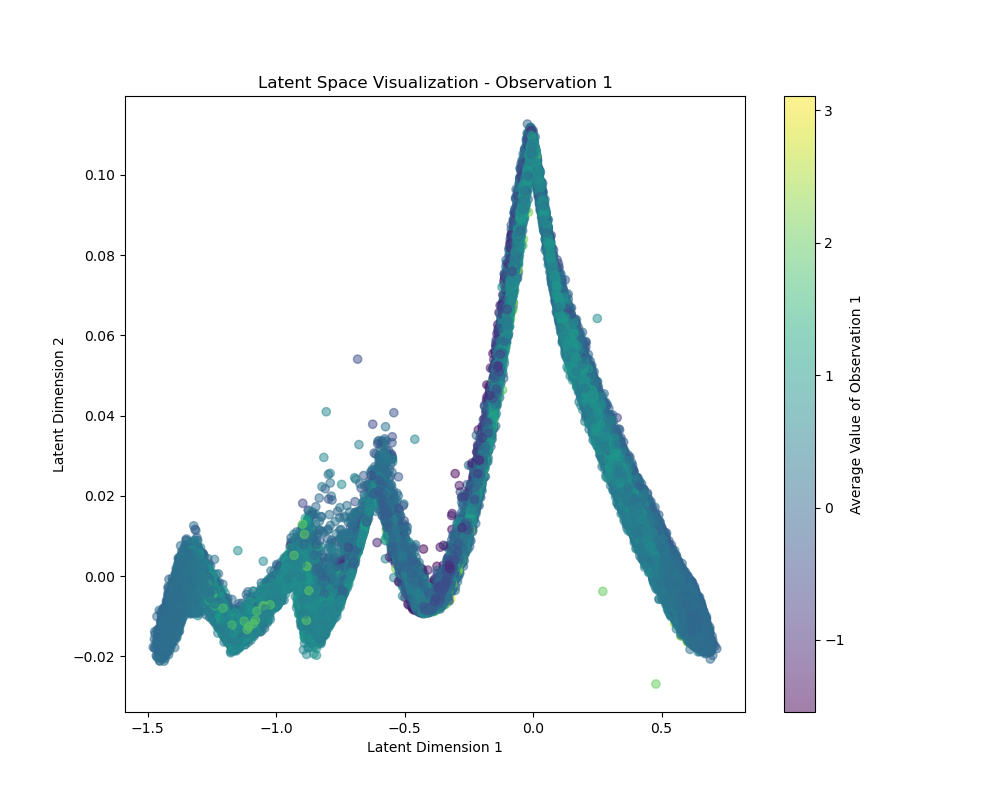 Latent Space Visualization - Observation 1
Latent Dimension 2
0.10
0.08
0.06
0.04
0.02
0.00
−0.02
−1.5 −1.0 −0.5 0.0 0.5
Latent Dimension 1
3
2
1
0
−1
Average Value of Observation 1